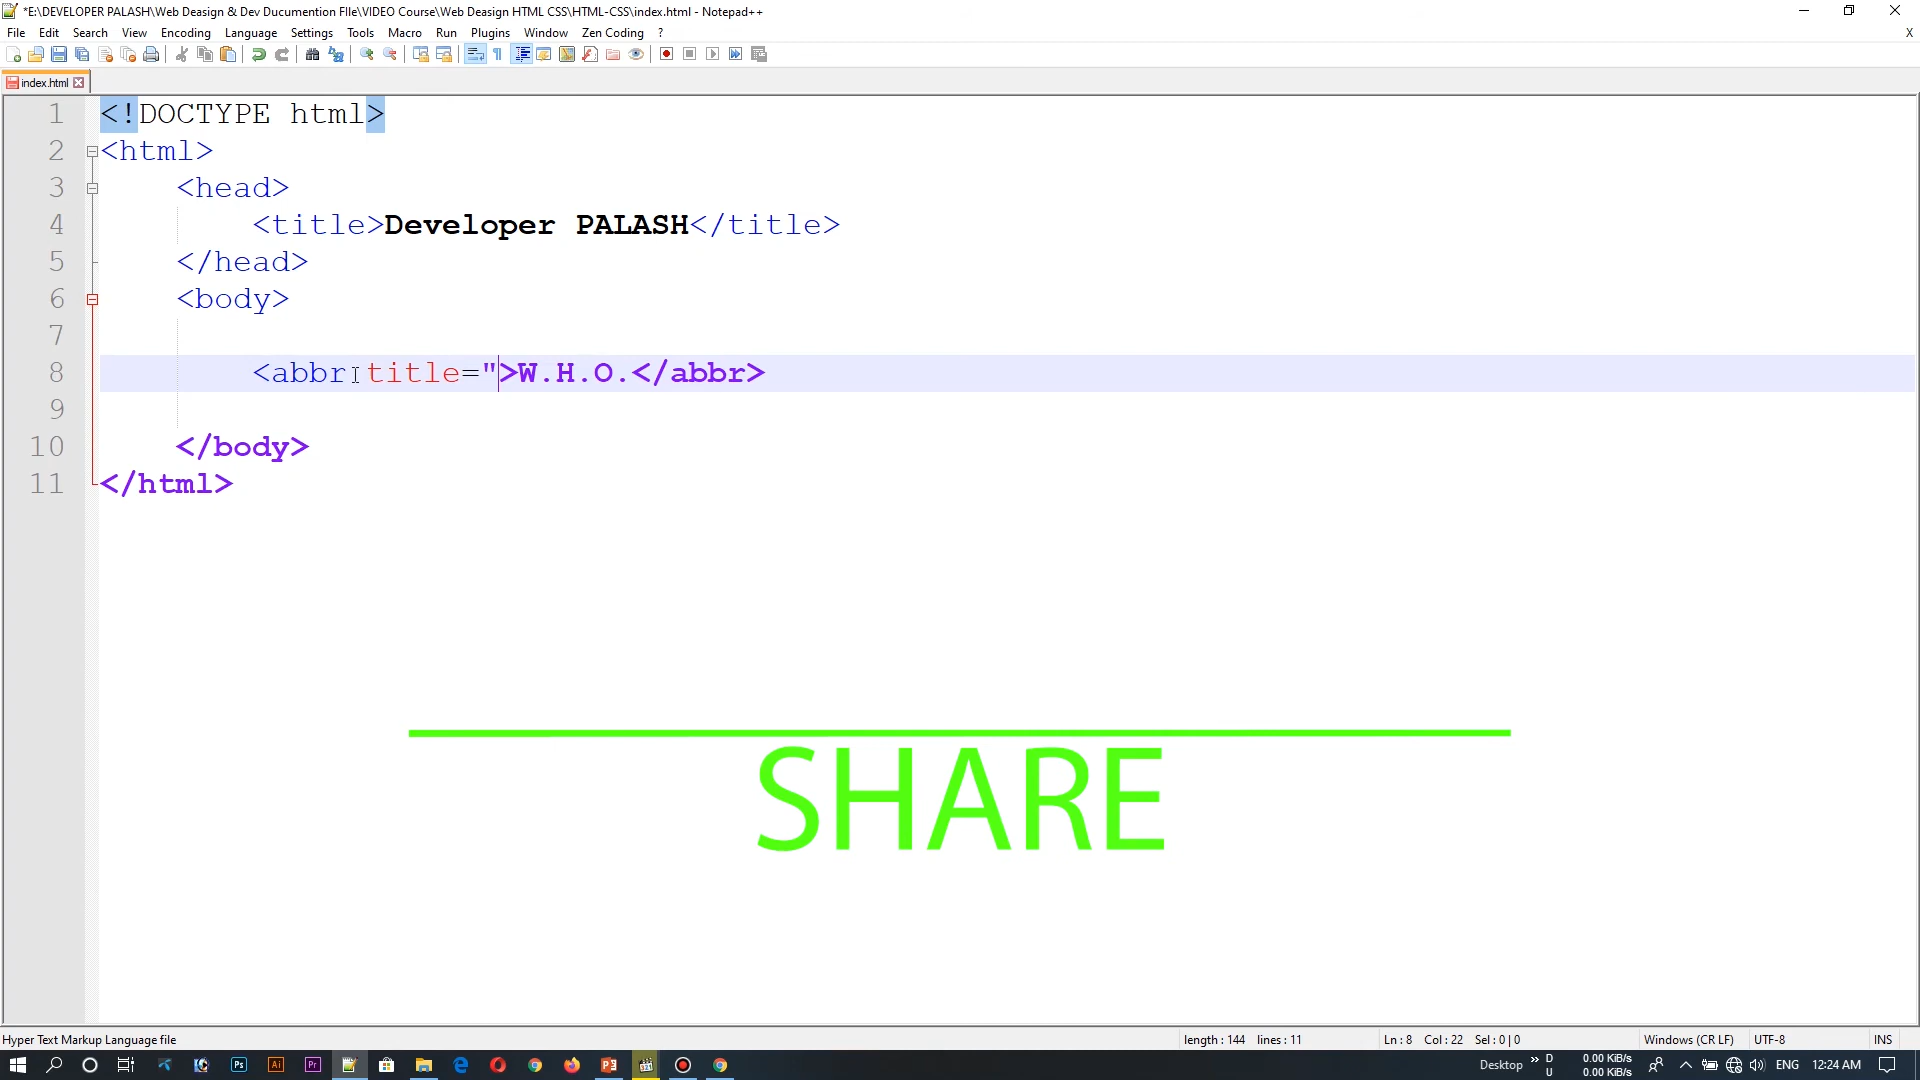 *E:\DEVELOPER PALASH\Web Deasign & Dev Ducumention FIle\VIDEO Course\Web Deasign HTML CSS\HTML-CSS\index.html - Notepad++
File Edit Search View Encoding Language Settings Tools Macro Run Plugins Window Zen Coding ? X
index.html
1 <!DOCTYPE html>
2 <html>
3 <head>
4 <title>Developer PALASH</title>
5 </head>
6 <body>
7
8 <abbr title=">W.H.O.</abbr>
9
10 </body>
11 </html>
SHARE
Hyper Text Markup Language file length : 144 lines : 11 Ln : 8 Col : 22 Sel : 0 | 0 Windows (CR LF) UTF-8 INS
Ps Ai Pr Desktop » D 0.00 KiB/s ENG 12:24 AM
U 0.00 KiB/s